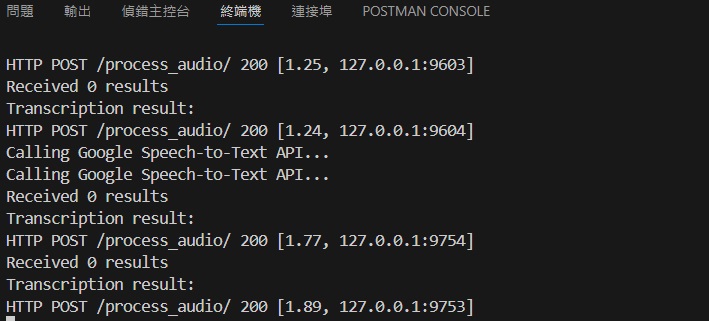 問題 輸出 偵錯主控台 終端機 連接埠 POSTMAN CONSOLE
HTTP POST /process_audio/ 200 [1.25, 127.0.0.1:9603]
Received 0 results
Transcription result:
HTTP POST /process_audio/ 200 [1.24, 127.0.0.1:9604]
Calling Google Speech-to-Text API...
Calling Google Speech-to-Text API...
Received 0 results
Transcription result:
HTTP POST /process_audio/ 200 [1.77, 127.0.0.1:9754]
Received 0 results
Transcription result:
HTTP POST /process_audio/ 200 [1.89, 127.0.0.1:9753]